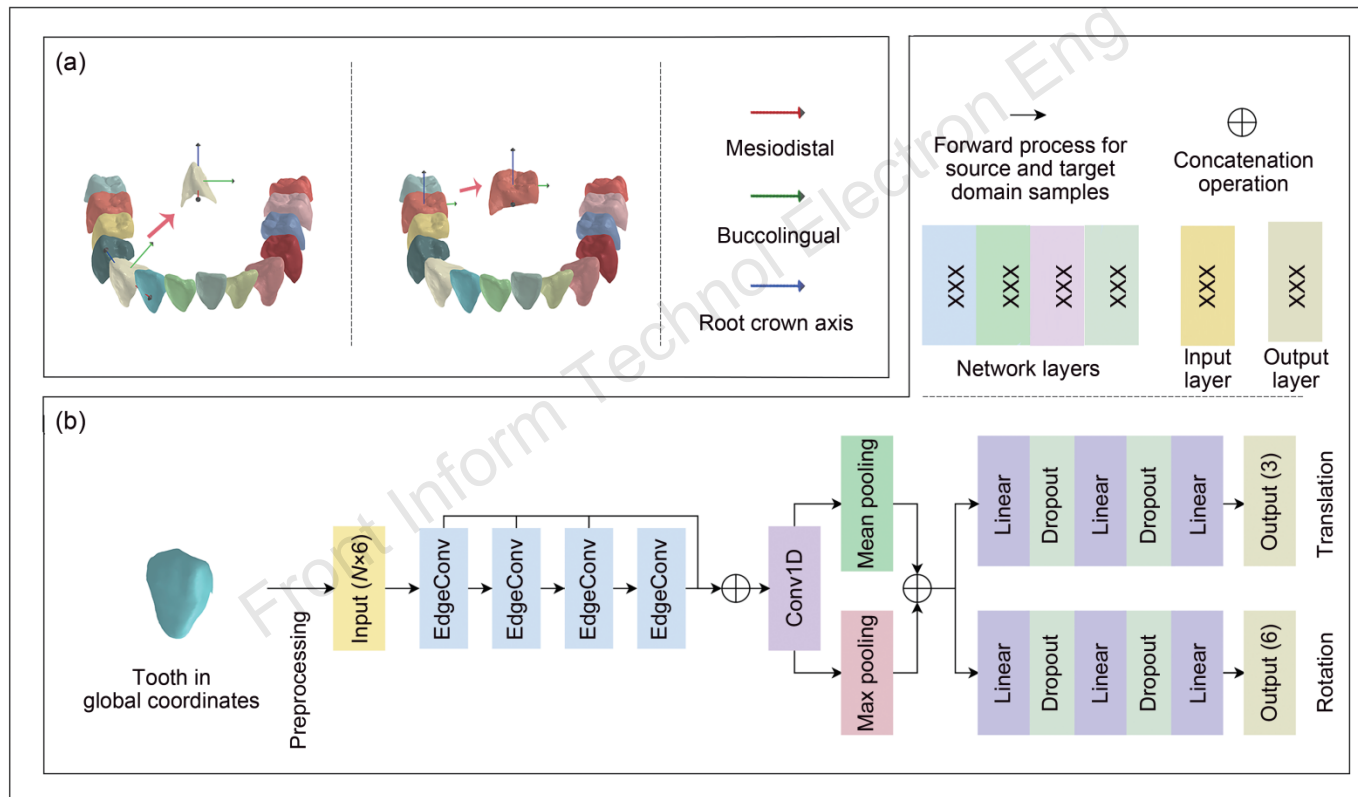 (a)
Mesiodistal
Buccolingual
Root crown axis
Forward process for
source and target
domain samples
Concatenation
operation
XXX
XXX
XXX
XXX
XXX
XXX
Network layers
Input
layer
Output
layer
(b)
Tooth in
global coordinates
Preprocessing
Input (N×6)
EdgeConv
EdgeConv
EdgeConv
EdgeConv
Conv1D
Mean pooling
Max pooling
Linear
Dropout
Linear
Dropout
Linear
Output (3)
Translation
Linear
Dropout
Linear
Dropout
Linear
Output (6)
Rotation
Front Inform Technol Electron Eng